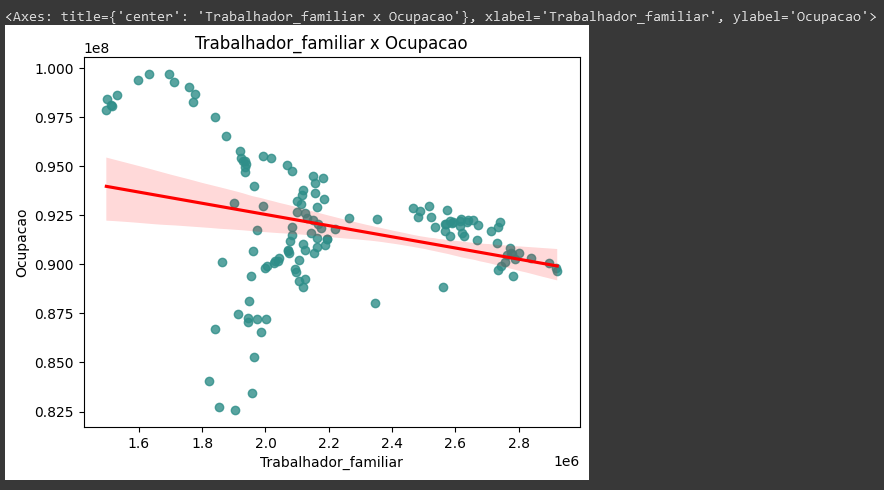 <Axes: title={'center': 'Trabalhador_familiar x Ocupacao'}, xlabel='Trabalhador_familiar', ylabel='Ocupacao'>
Trabalhador_familiar x Ocupacao
1e8
1.000
0.975
0.950
0.925
0.900
0.875
0.850
0.825
Ocupacao
1.6 1.8 2.0 2.2 2.4 2.6 2.8
1e6
Trabalhador_familiar